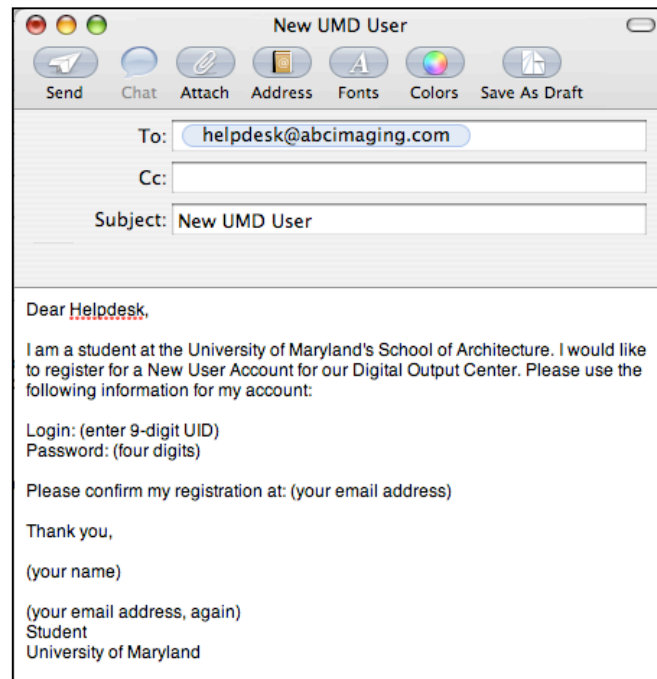 New UMD User
Send Chat Attach Address Fonts Colors Save As Draft
To: helpdesk@abcimaging.com
Cc:
Subject: New UMD User
Dear Helpdesk,
I am a student at the University of Maryland's School of Architecture. I would like
to register for a New User Account for our Digital Output Center. Please use the
following information for my account:
Login: (enter 9-digit UID)
Password: (four digits)
Please confirm my registration at: (your email address)
Thank you,
(your name)
(your email address, again)
Student
University of Maryland